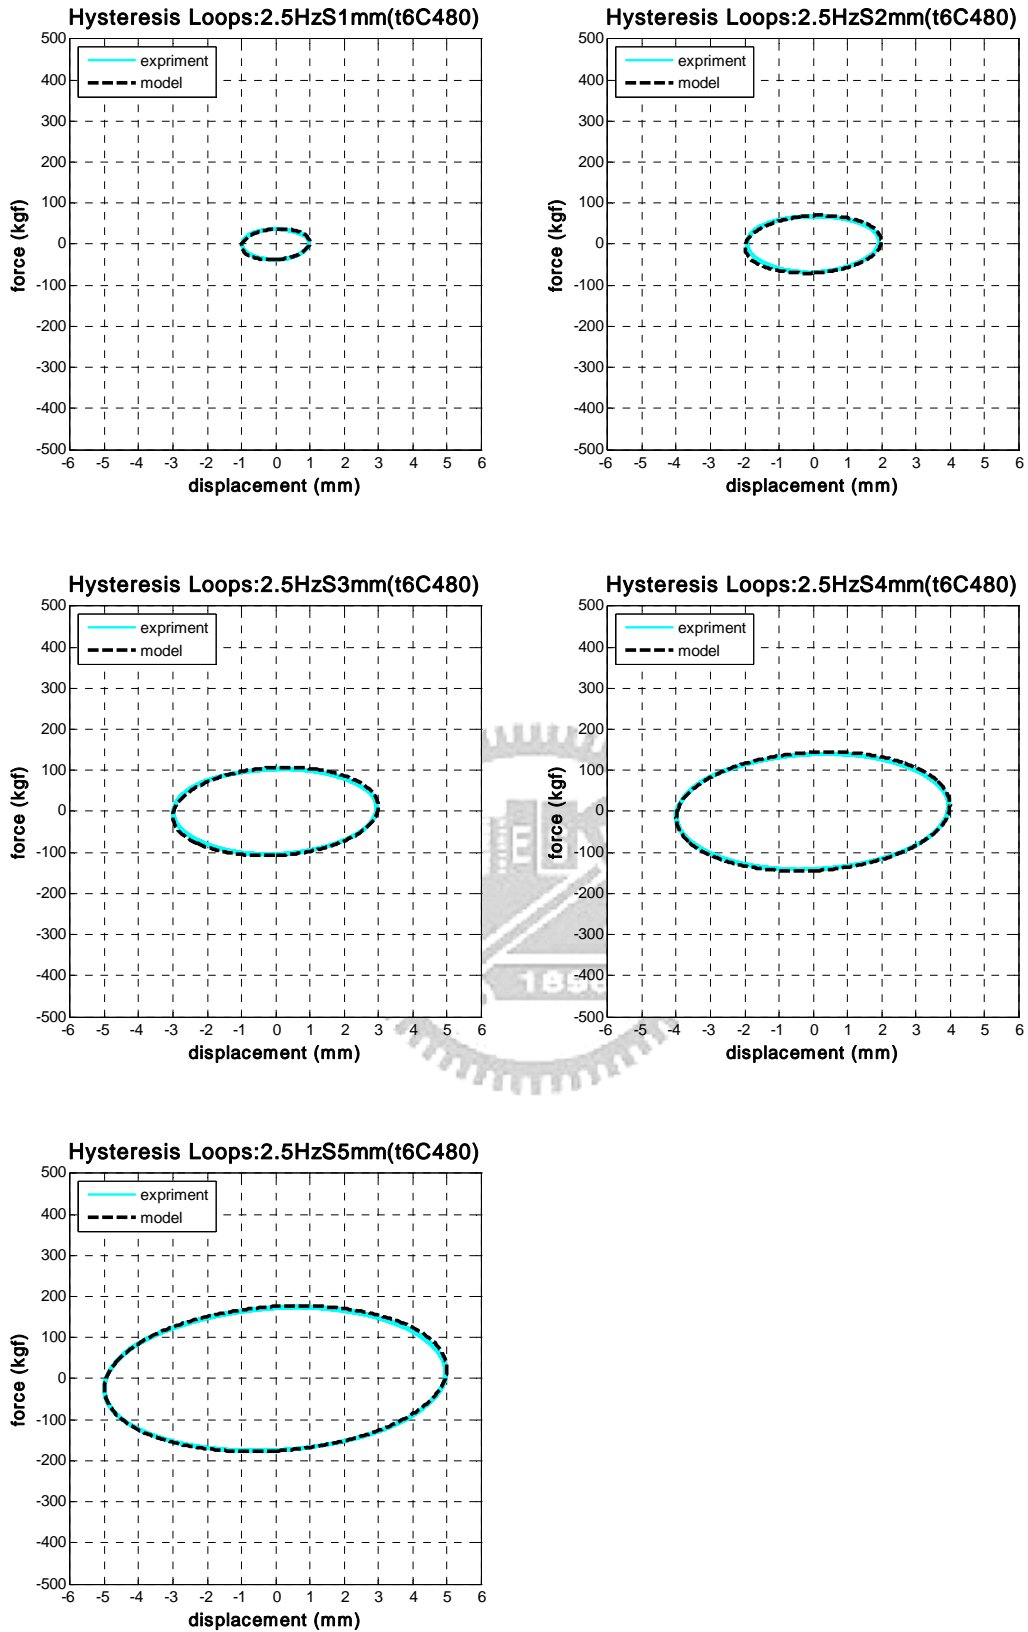 Hysteresis Loops:2.5HzS1mm(t6C480)
500
400
300
200
100
0
-100
-200
-300
-400
-500
force (kgf)
expriment
model
-6 -5 -4 -3 -2 -1 0 1 2 3 4 5 6
displacement (mm)
Hysteresis Loops:2.5HzS2mm(t6C480)
500
400
300
200
100
0
-100
-200
-300
-400
-500
force (kgf)
expriment
model
-6 -5 -4 -3 -2 -1 0 1 2 3 4 5 6
displacement (mm)
Hysteresis Loops:2.5HzS3mm(t6C480)
500
400
300
200
100
0
-100
-200
-300
-400
-500
force (kgf)
expriment
model
-6 -5 -4 -3 -2 -1 0 1 2 3 4 5 6
displacement (mm)
Hysteresis Loops:2.5HzS4mm(t6C480)
500
400
300
200
100
0
-100
-200
-300
-400
-500
force (kgf)
expriment
model
-6 -5 -4 -3 -2 -1 0 1 2 3 4 5 6
displacement (mm)
Hysteresis Loops:2.5HzS5mm(t6C480)
500
400
300
200
100
0
-100
-200
-300
-400
-500
force (kgf)
expriment
model
-6 -5 -4 -3 -2 -1 0 1 2 3 4 5 6
displacement (mm)